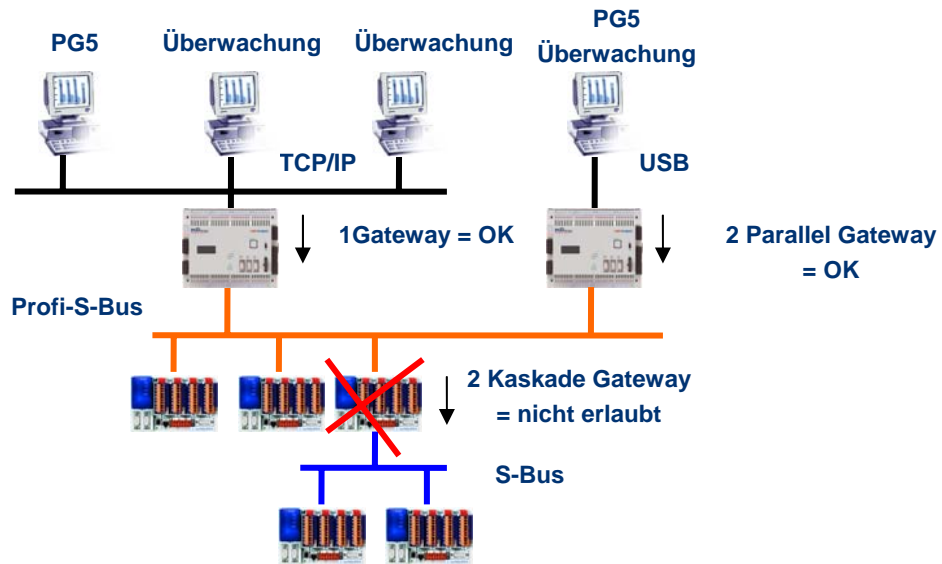 PG5
Überwachung
Überwachung
PG5
Überwachung
TCP/IP
USB
1Gateway = OK
2 Parallel Gateway
= OK
Profi-S-Bus
2 Kaskade Gateway
= nicht erlaubt
S-Bus